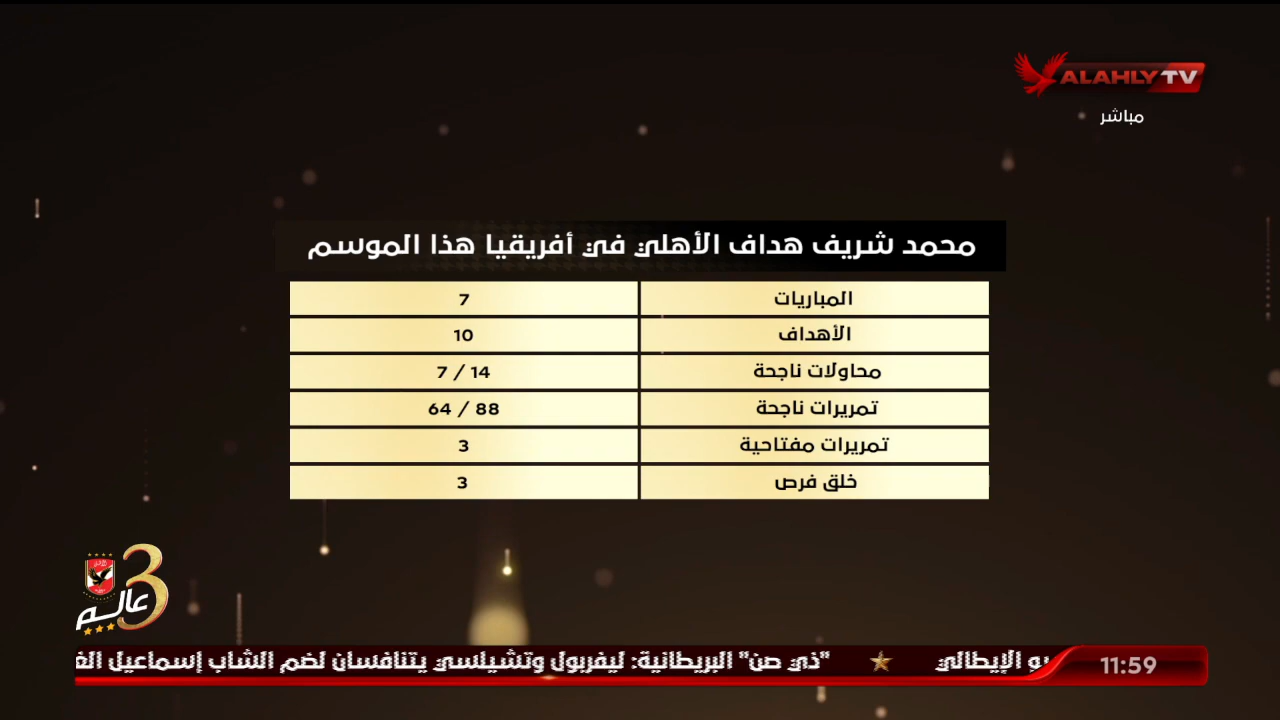 ALAHLY TV
مباشر
محمد شريف هداف الأهلي في أفريقيا هذا الموسم
المباريات 7
الأهداف 10
محاولات ناجحة 7 / 14
تمريرات ناجحة 64 / 88
تمريرات مفتاحية 3
خلق فرص 3
3
عالم
الإيطالي ★ "ذي صن" البريطانية: ليفربول وتشيلسي يتنافسان لضم الشاب إسماعيل
11:59